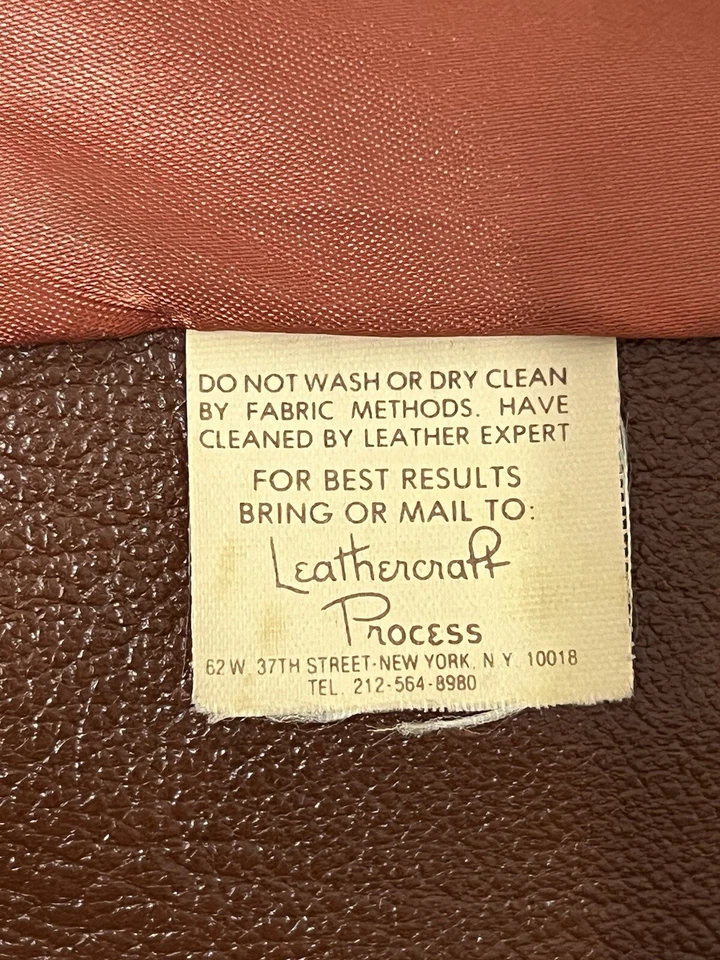 DO NOT WASH OR DRY CLEAN
BY FABRIC METHODS. HAVE
CLEANED BY LEATHER EXPERT
FOR BEST RESULTS
BRING OR MAIL TO:
Leathercraft
Process
62 W. 37TH STREET-NEW YORK, N.Y. 10018
TEL. 212-564-8980